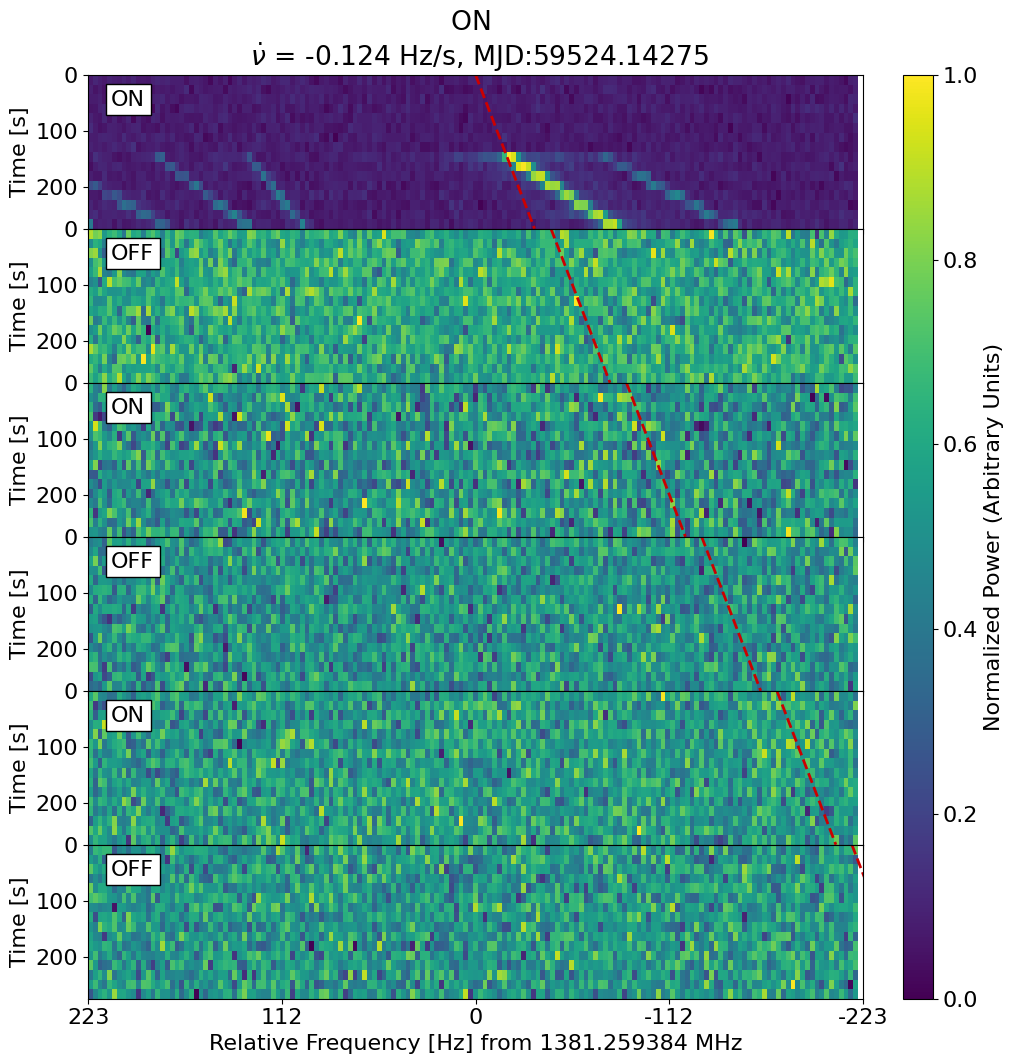 ON
ν̇ = -0.124 Hz/s, MJD:59524.14275
0
100
200
Time [s]
ON
0
100
200
Time [s]
OFF
0
100
200
Time [s]
ON
0
100
200
Time [s]
OFF
0
100
200
Time [s]
ON
0
100
200
Time [s]
OFF
223 112 0 -112 -223
Relative Frequency [Hz] from 1381.259384 MHz
1.0
0.8
0.6
0.4
0.2
0.0
Normalized Power (Arbitrary Units)